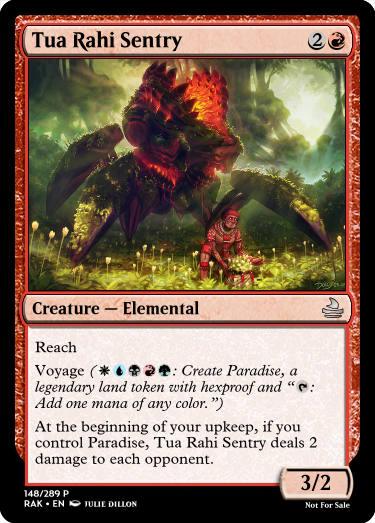 Tua Rahi Sentry 2
Creature — Elemental
Reach
Voyage (: Create Paradise, a
legendary land token with hexproof and “:
Add one mana of any color.”)
At the beginning of your upkeep, if you
control Paradise, Tua Rahi Sentry deals 2
damage to each opponent.
3/2
148/289 P
RAK • EN JULIE DILLON
Not For Sale